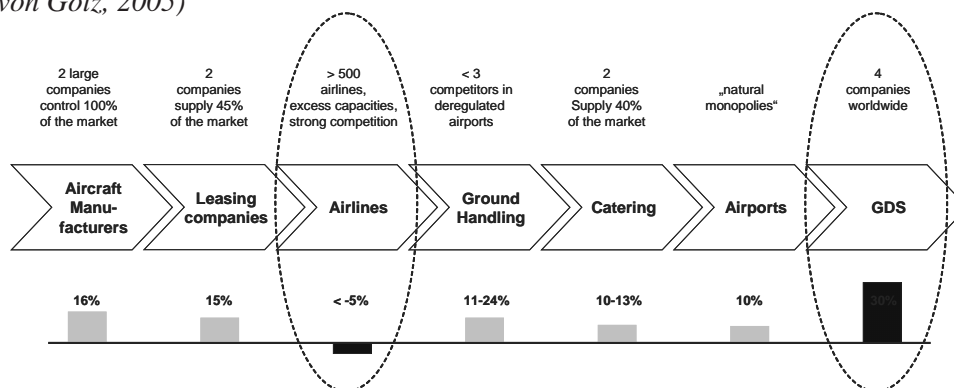 von Götz, 2005)
2 large
companies
control 100%
of the market
2
companies
supply 45%
of the market
> 500
airlines,
excess capacities,
strong competition
< 3
competitors in
deregulated
airports
2
companies
Supply 40%
of the market
„natural
monopolies“
4
companies
worldwide
Aircraft
Manu-
facturers
Leasing
companies
Airlines
Ground
Handling
Catering
Airports
GDS
16%
15%
< -5%
11-24%
10-13%
10%
30%